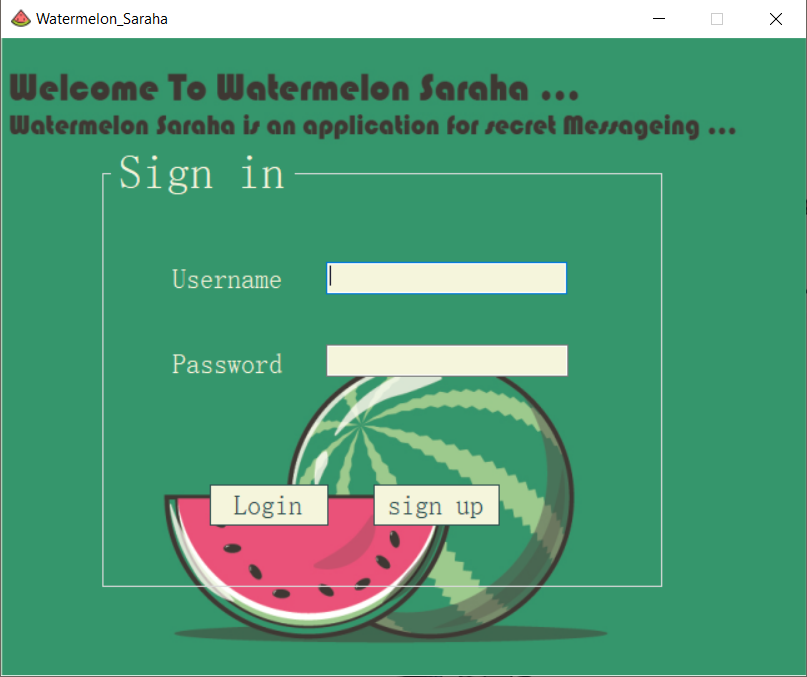 Watermelon_Saraha
Welcome To Watermelon Saraha ...
Watermelon Saraha is an application for secret Messageing ...
Sign in
Username
Password
Login
sign up